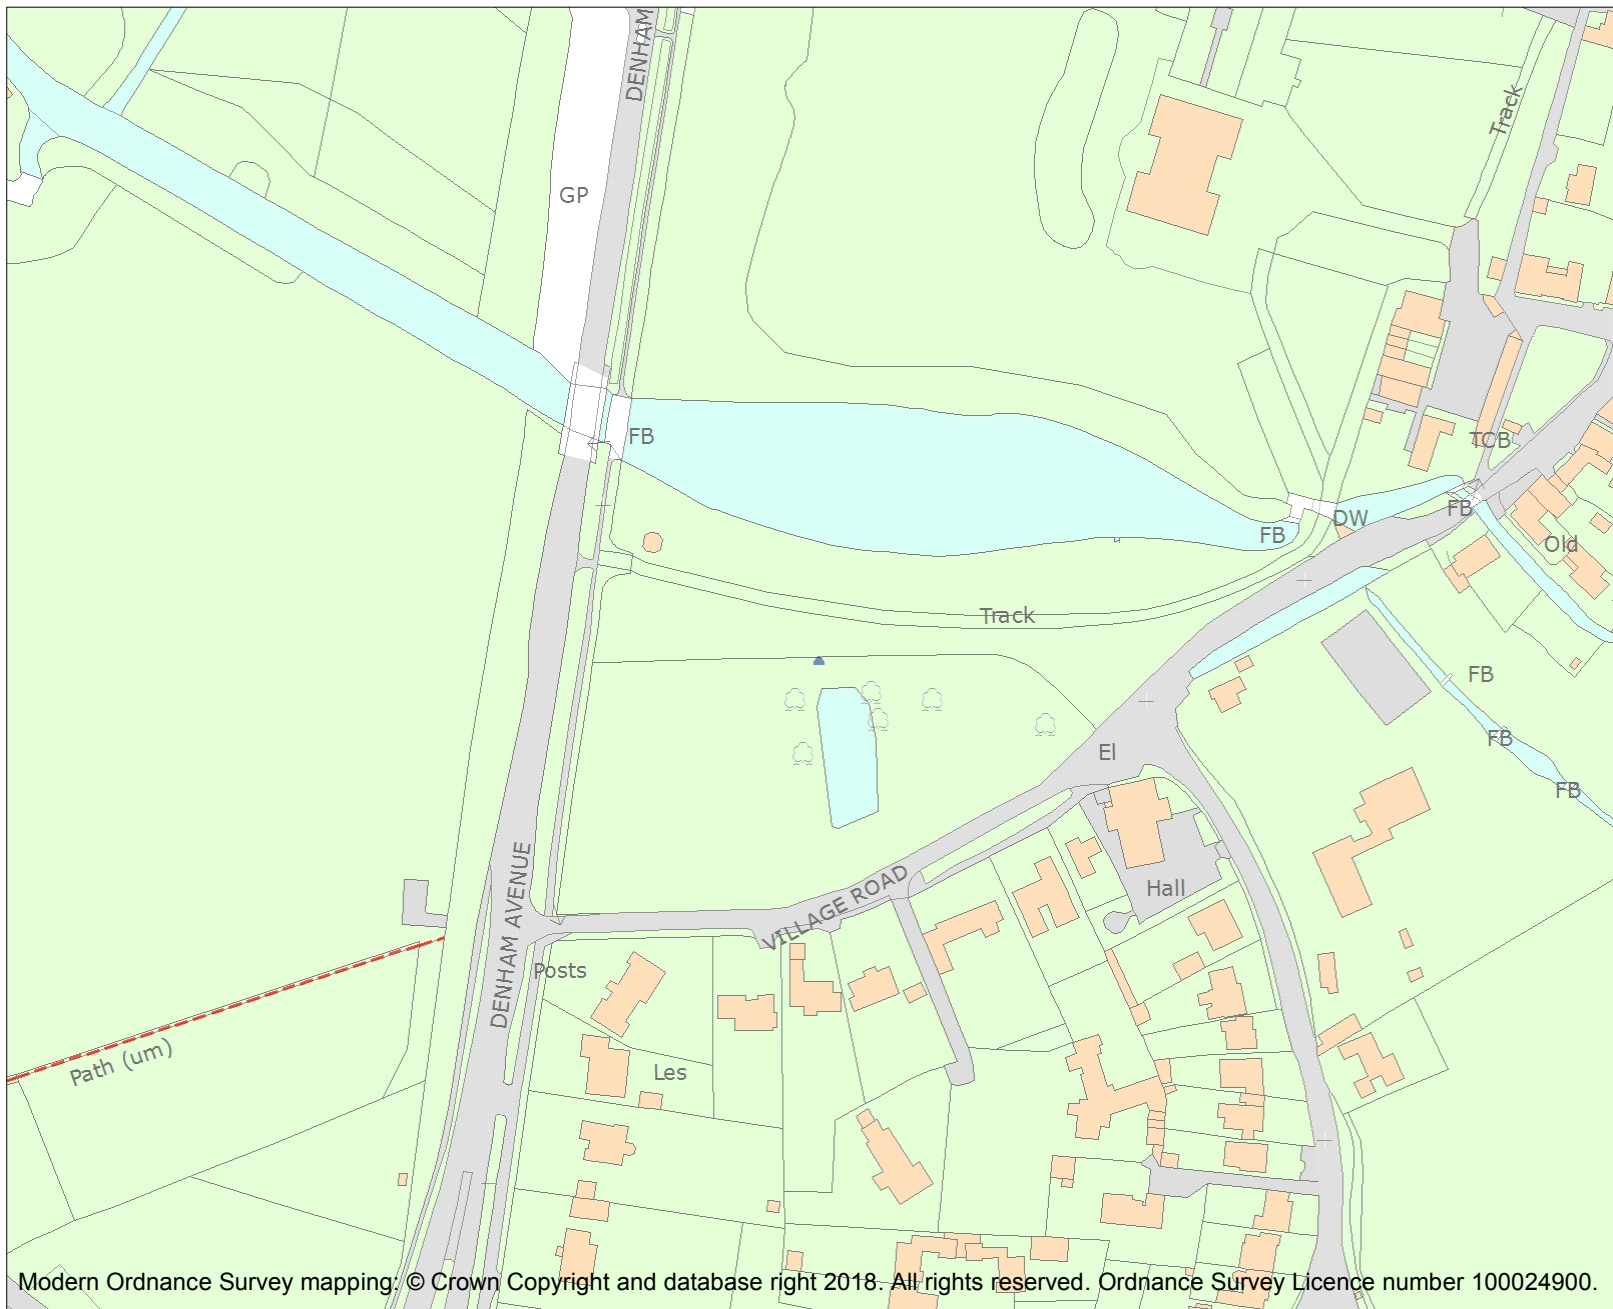 DENHAM
Track
GP
FB
TCB
FB
DW
FB
Old
Track
FB
FB
El
FB
VILLAGE ROAD
Hall
DENHAM AVENUE
Posts
Path (um)
Les
Modern Ordnance Survey mapping: © Crown Copyright and database right 2018. All rights reserved. Ordnance Survey Licence number 100024900.